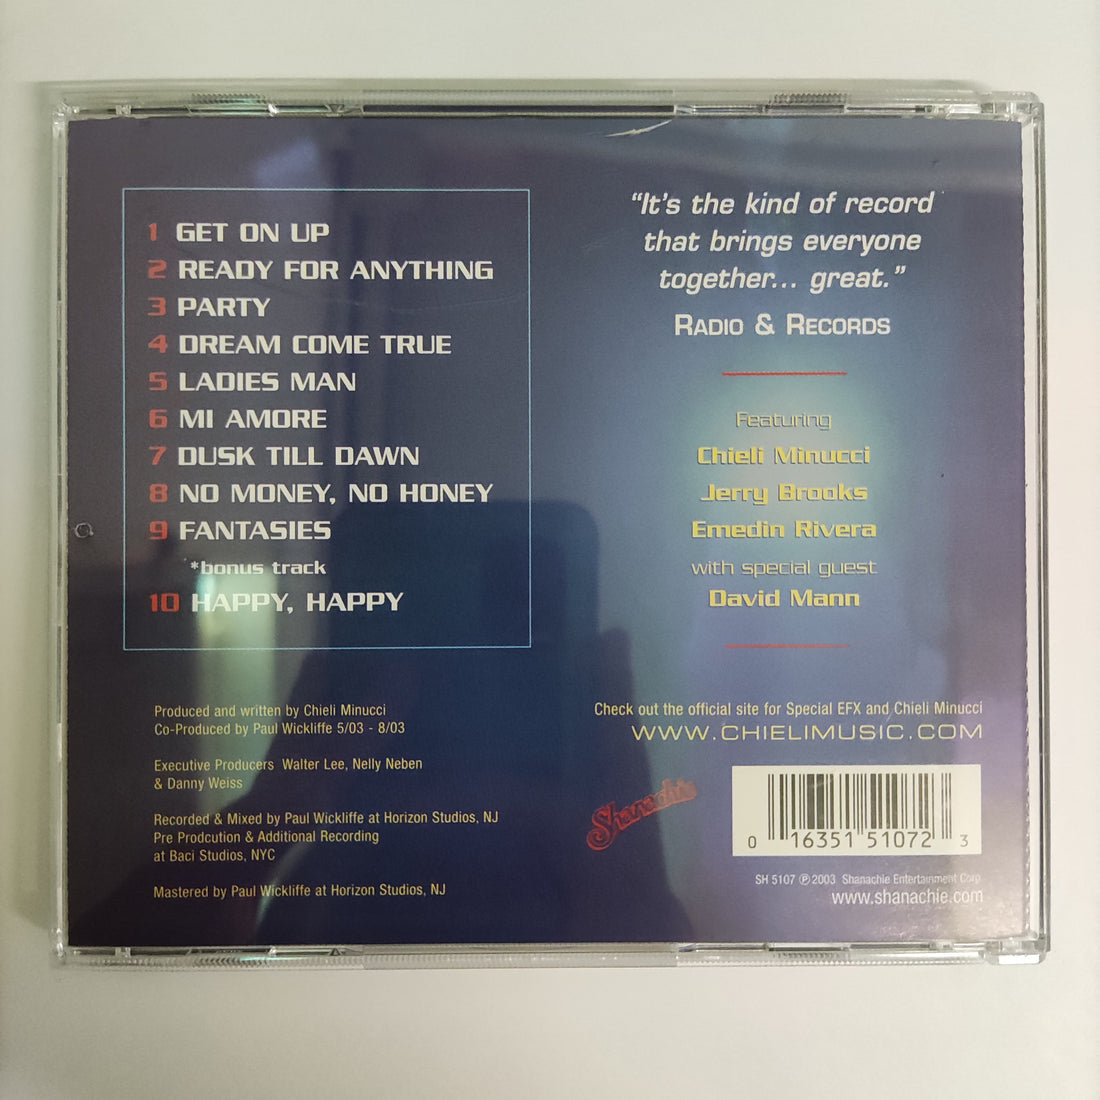 1 GET ON UP
2 READY FOR ANYTHING
3 PARTY
4 DREAM COME TRUE
5 LADIES MAN
6 MI AMORE
7 DUSK TILL DAWN
8 NO MONEY, NO HONEY
9 FANTASIES
*bonus track
10 HAPPY, HAPPY
Produced and written by Chieli Minucci
Co-Produced by Paul Wickliffe 5/03 - 8/03
Executive Producers Walter Lee, Nelly Neben
& Danny Weiss
Recorded & Mixed by Paul Wickliffe at Horizon Studios, NJ
Pre Prodcution & Additional Recording
at Baci Studios, NYC
Mastered by Paul Wickliffe at Horizon Studios, NJ
"It's the kind of record
that brings everyone
together... great."
RADIO & RECORDS
Featuring
Chieli Minucci
Jerry Brooks
Emedin Rivera
with special guest
David Mann
Check out the official site for Special EFX and Chieli Minucci
WWW.CHIELIMUSIC.COM
Shanachie
0 16351 51072 3
SH 5107 ℗ 2003 Shanachie Entertainment Corp.
www.shanachie.com